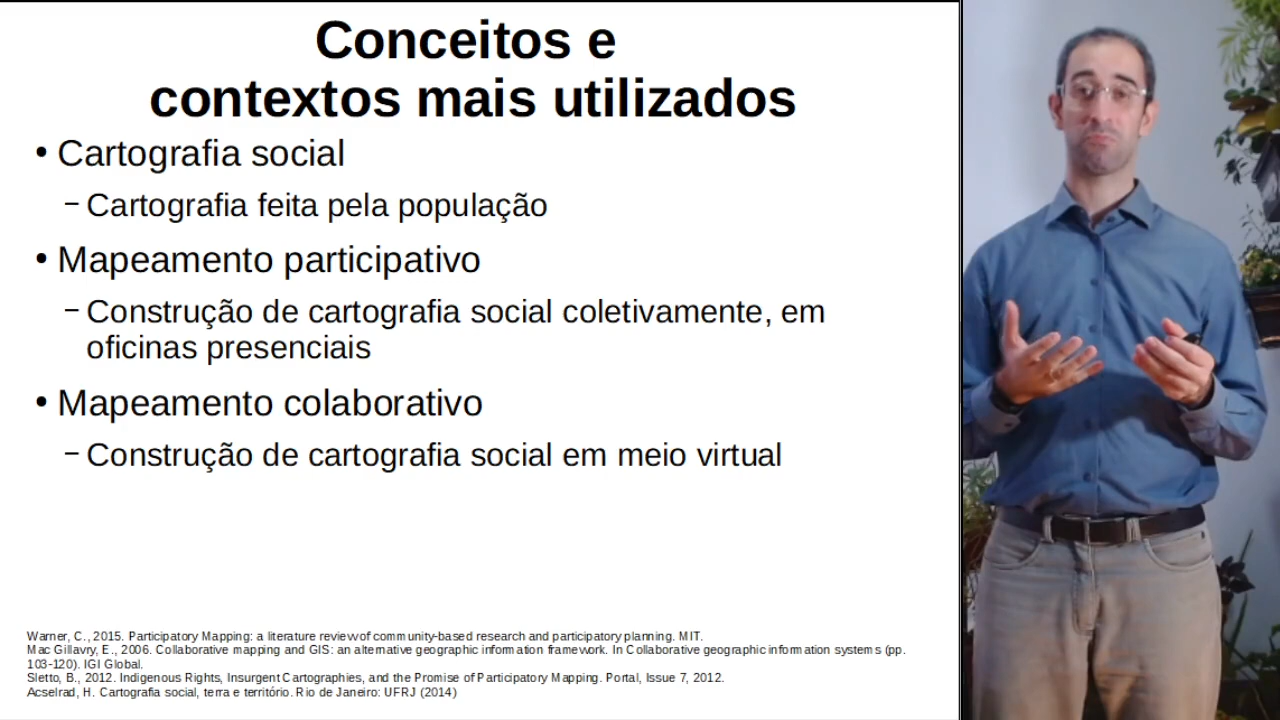 Conceitos e
contextos mais utilizados
• Cartografia social
– Cartografia feita pela população
• Mapeamento participativo
– Construção de cartografia social coletivamente, em
oficinas presenciais
• Mapeamento colaborativo
– Construção de cartografia social em meio virtual
Warner, C., 2015. Participatory Mapping: a literature review of community-based research and participatory planning. MIT.
Mac Gillavry, E., 2006. Collaborative mapping and GIS: an alternative geographic information framework. In Collaborative geographic information systems (pp.
103-120). IGI Global.
Sletto, B., 2012. Indigenous Rights, Insurgent Cartographies, and the Promise of Participatory Mapping. Portal, Issue 7, 2012.
Acselrad, H. Cartografia social, terra e território. Rio de Janeiro: UFRJ (2014)